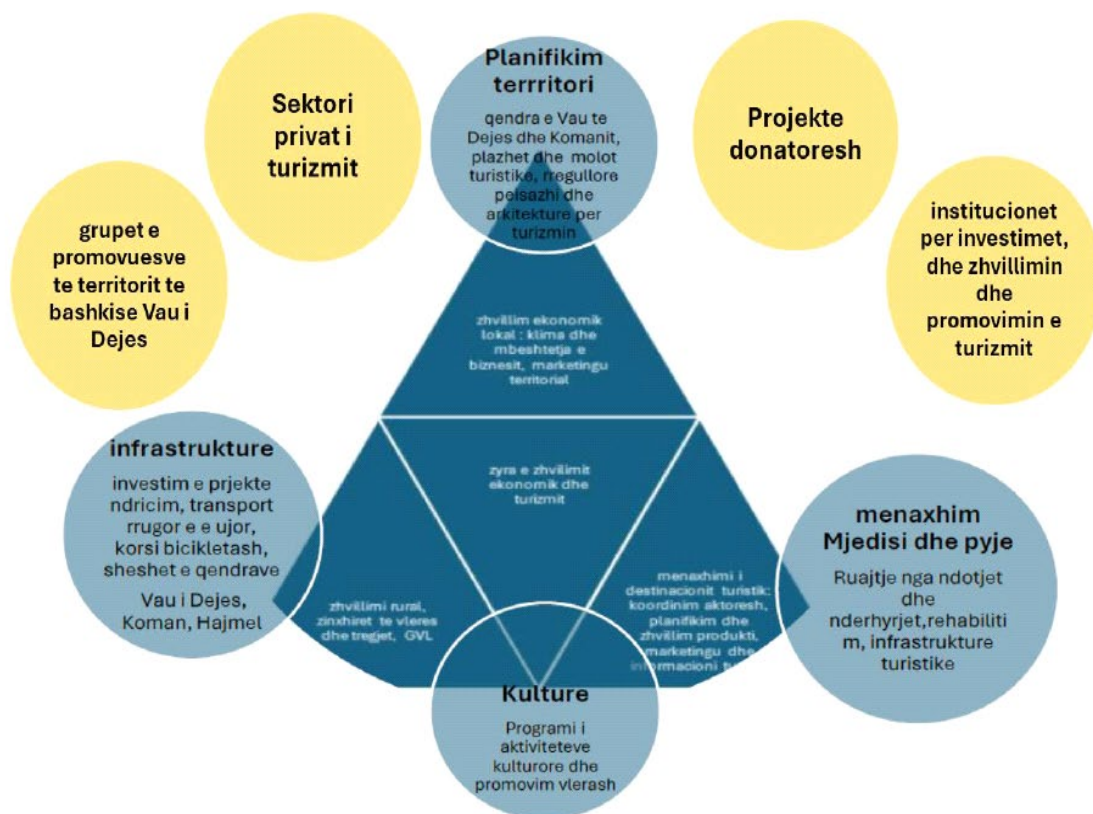 Planifikim
terrritori
qendra e Vau te
Dejes dhe Komanit,
plazhet dhe molot
turistike, rregullore
peisazhi dhe
arkitekture per
turizmin
Sektori
privat i
turizmit
Projekte
donatoresh
grupet e
promovuesve
te territorit te
bashkise Vau i
Dejes
institucionet
per investimet,
dhe zhvillimin
dhe
promovimin e
turizmit
zhvillim ekonomik
lokal : klima dhe
mbeshtetja e
biznesit, marketingu
territorial
zyra e zhvilimit
ekonomik dhe
turizmit
infrastrukture
investim e prjekte
ndricim, transport
rrugor e e ujor,
korsi bicikletash,
sheshet e qendrave
Vau i Dejes,
Koman, Hajmel
zhvillimi rural,
zinxhiret te vleres
dhe tregjet, GVL
menaxhimi i
destinacionit turistik:
koordinim aktoresh,
planifikim dhe
zhvillim produkti,
marketingu dhe
informacioni
menaxhim
Mjedisi dhe pyje
Ruajtje nga ndotjet
dhe
nderhyrjet,rehabiliti
m, infrastrukture
turistike
Kulture
Programi i
aktiviteteve
kulturore dhe
promovim vlerash